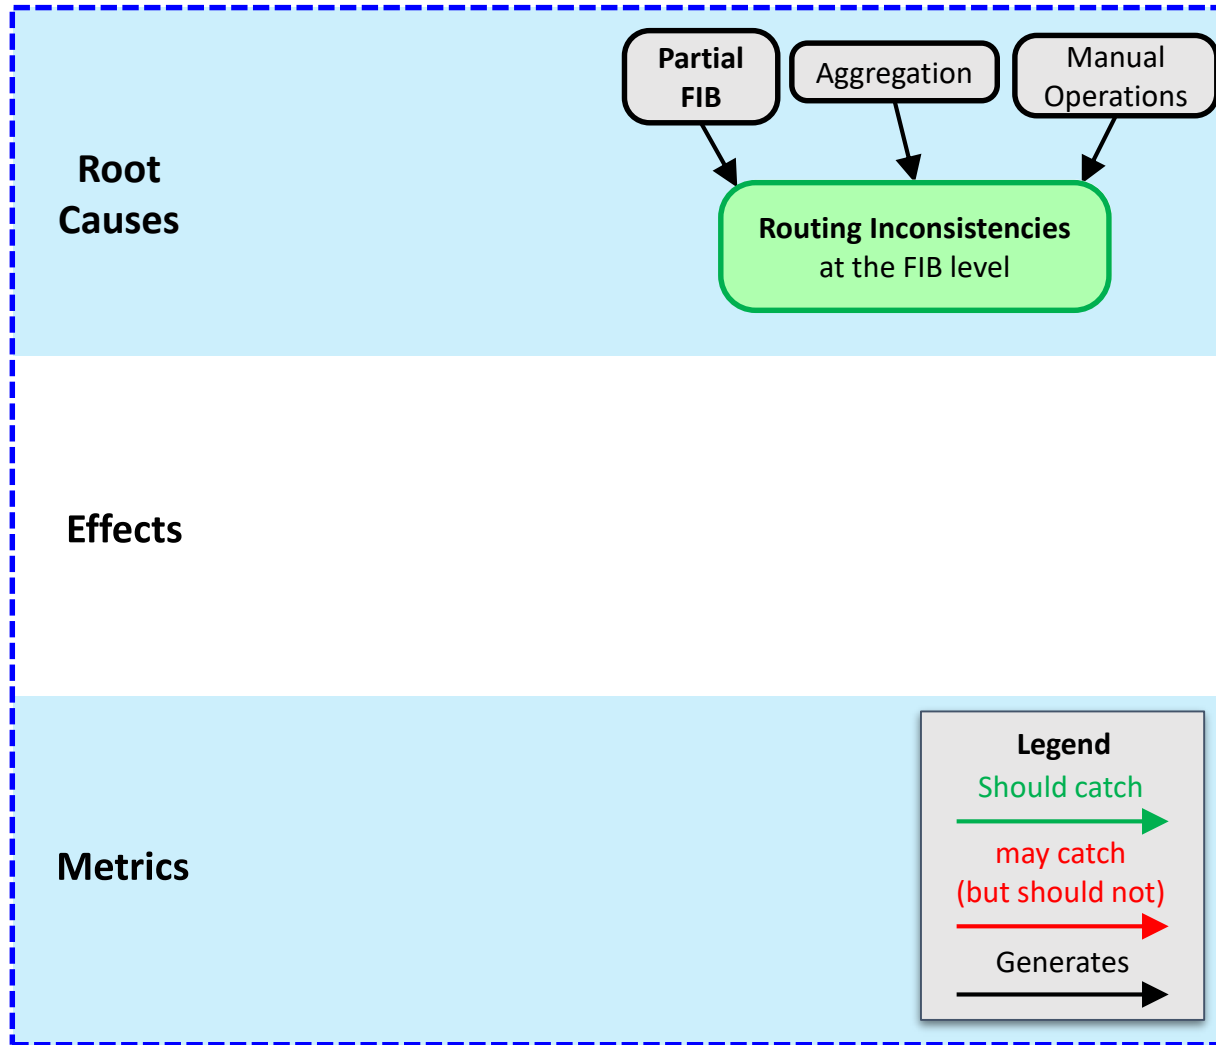 Partial
FIB
Aggregation
Manual
Operations
Root
Causes
Routing Inconsistencies
at the FIB level
Effects
Metrics
Legend
Should catch
may catch
(but should not)
Generates